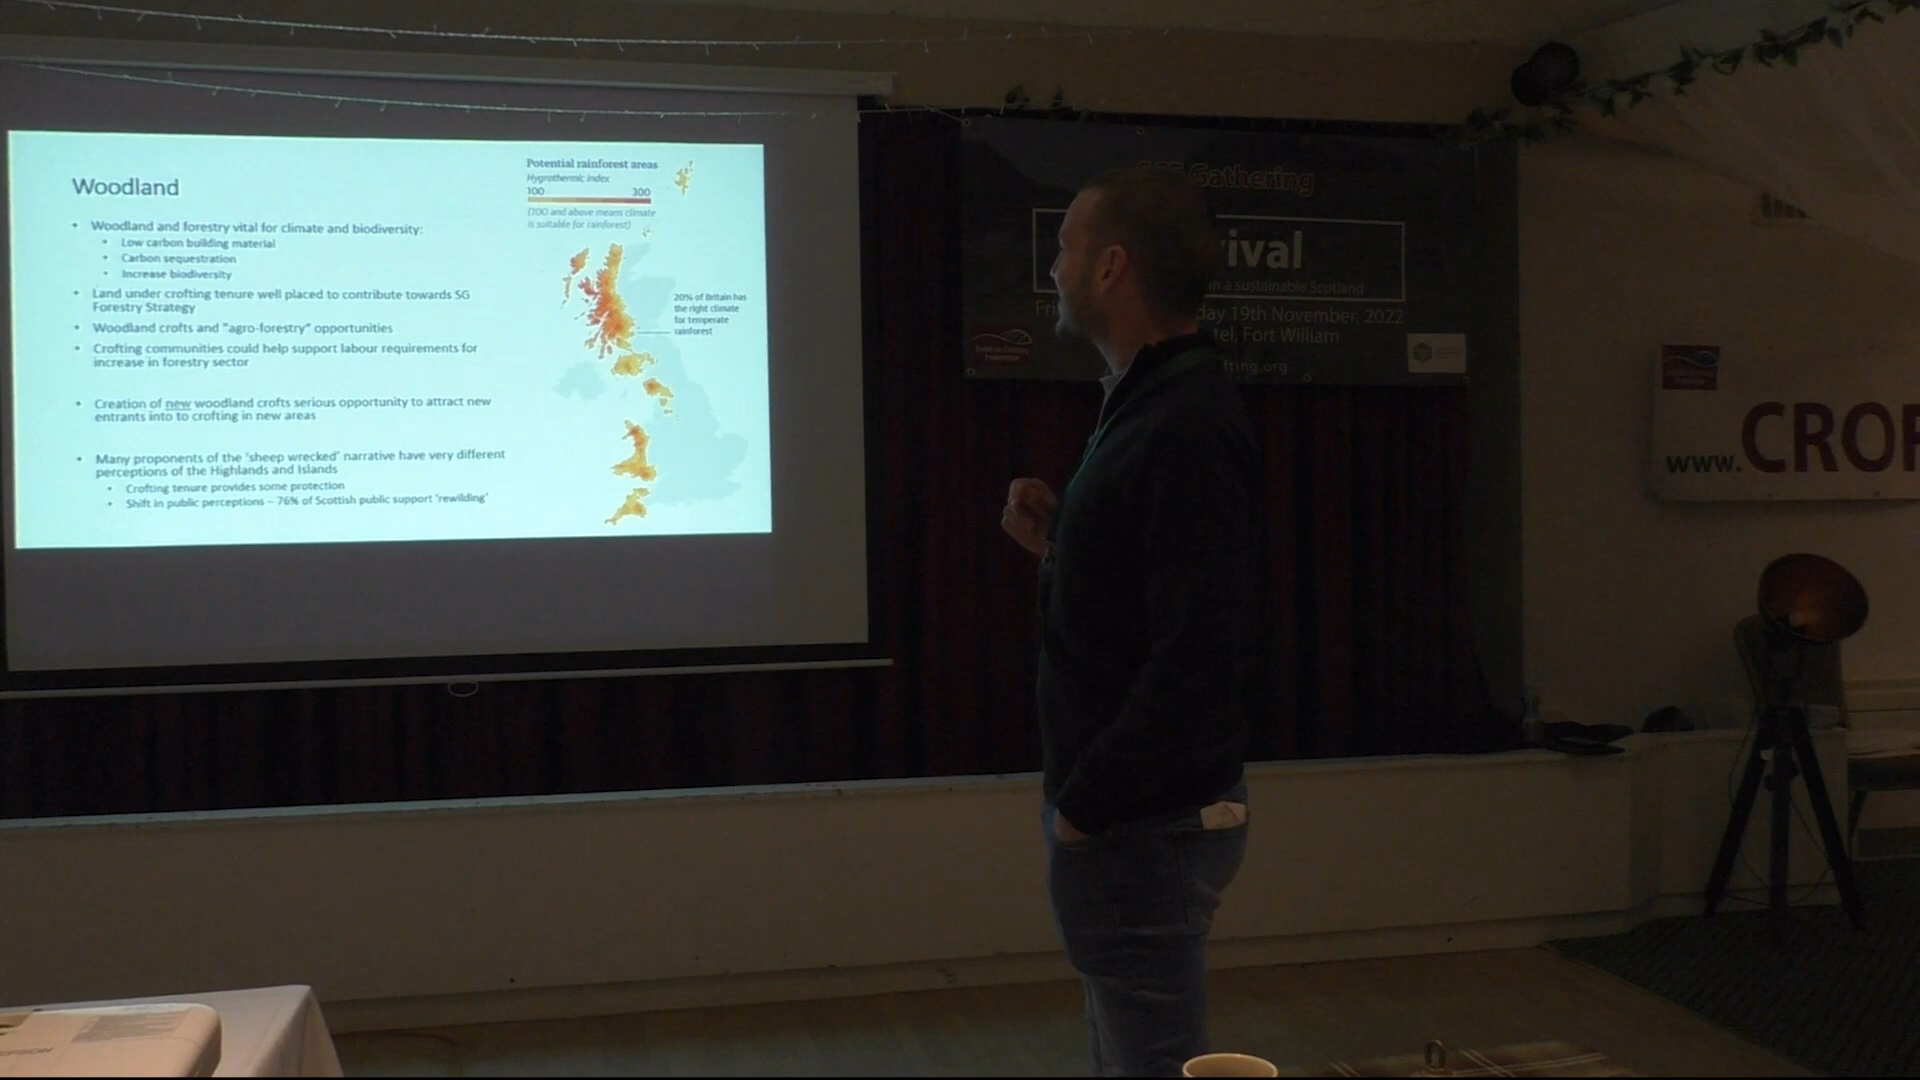 Woodland
• Woodland and forestry vital for climate and biodiversity:
• Low carbon building material
• Carbon sequestration
• Increase biodiversity
• Land under crofting tenure well placed to contribute towards SG
Forestry Strategy
• Woodland crofts and "agro-forestry" opportunities
• Crofting communities could help support labour requirements for
increase in forestry sector
• Creation of new woodland crofts serious opportunity to attract new
entrants into to crofting in new areas
• Many proponents of the 'sheep wrecked' narrative have very different
perceptions of the Highlands and Islands
• Crofting tenure provides some protection
• Shift in public perceptions – 76% of Scottish public support 'rewilding'
Potential rainforest areas
Hygrothermic index
100 300
(100 and above means climate
is suitable for rainforest)
20% of Britain has
the right climate
for temperate
rainforest
Gathering
ival
in a sustainable Scotland
Fri
day 19th November, 2022
tel, Fort William
fting.org
www.CROF
EPSON